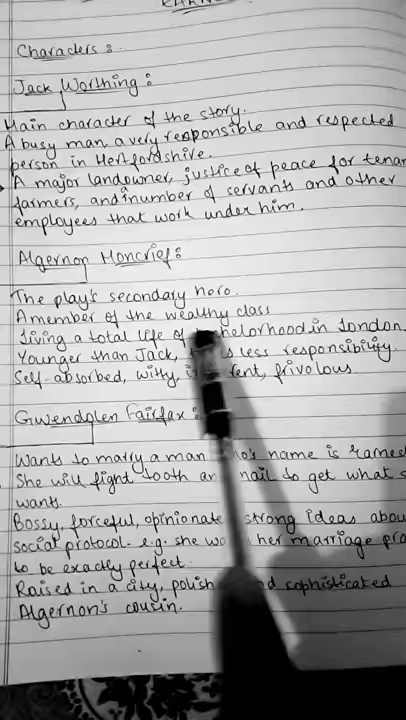 Characters:
Jack Worthing:
Main character of the story.
A busy man a very responsible and respected
person in Hertfordshire.
A major landowner, justice of peace for
farmers, and a number of servants and other
employees that work under him.
Algernon Moncrief:
The play's secondary hero.
A member of the wealthy class
Living a total life of in London.
Younger than Jack, less responsibility.
Self-absorbed, witty, frivolous
Gwendolen Fairfax:
Wants to marry a man name is
She will fight tooth nail to get what
wants.
Bossy, forceful, strong ideas
social protocol. e.g. she her marriage
to be exactly perfect.
Raised in a city, sophisticated
Algernon's cousin.